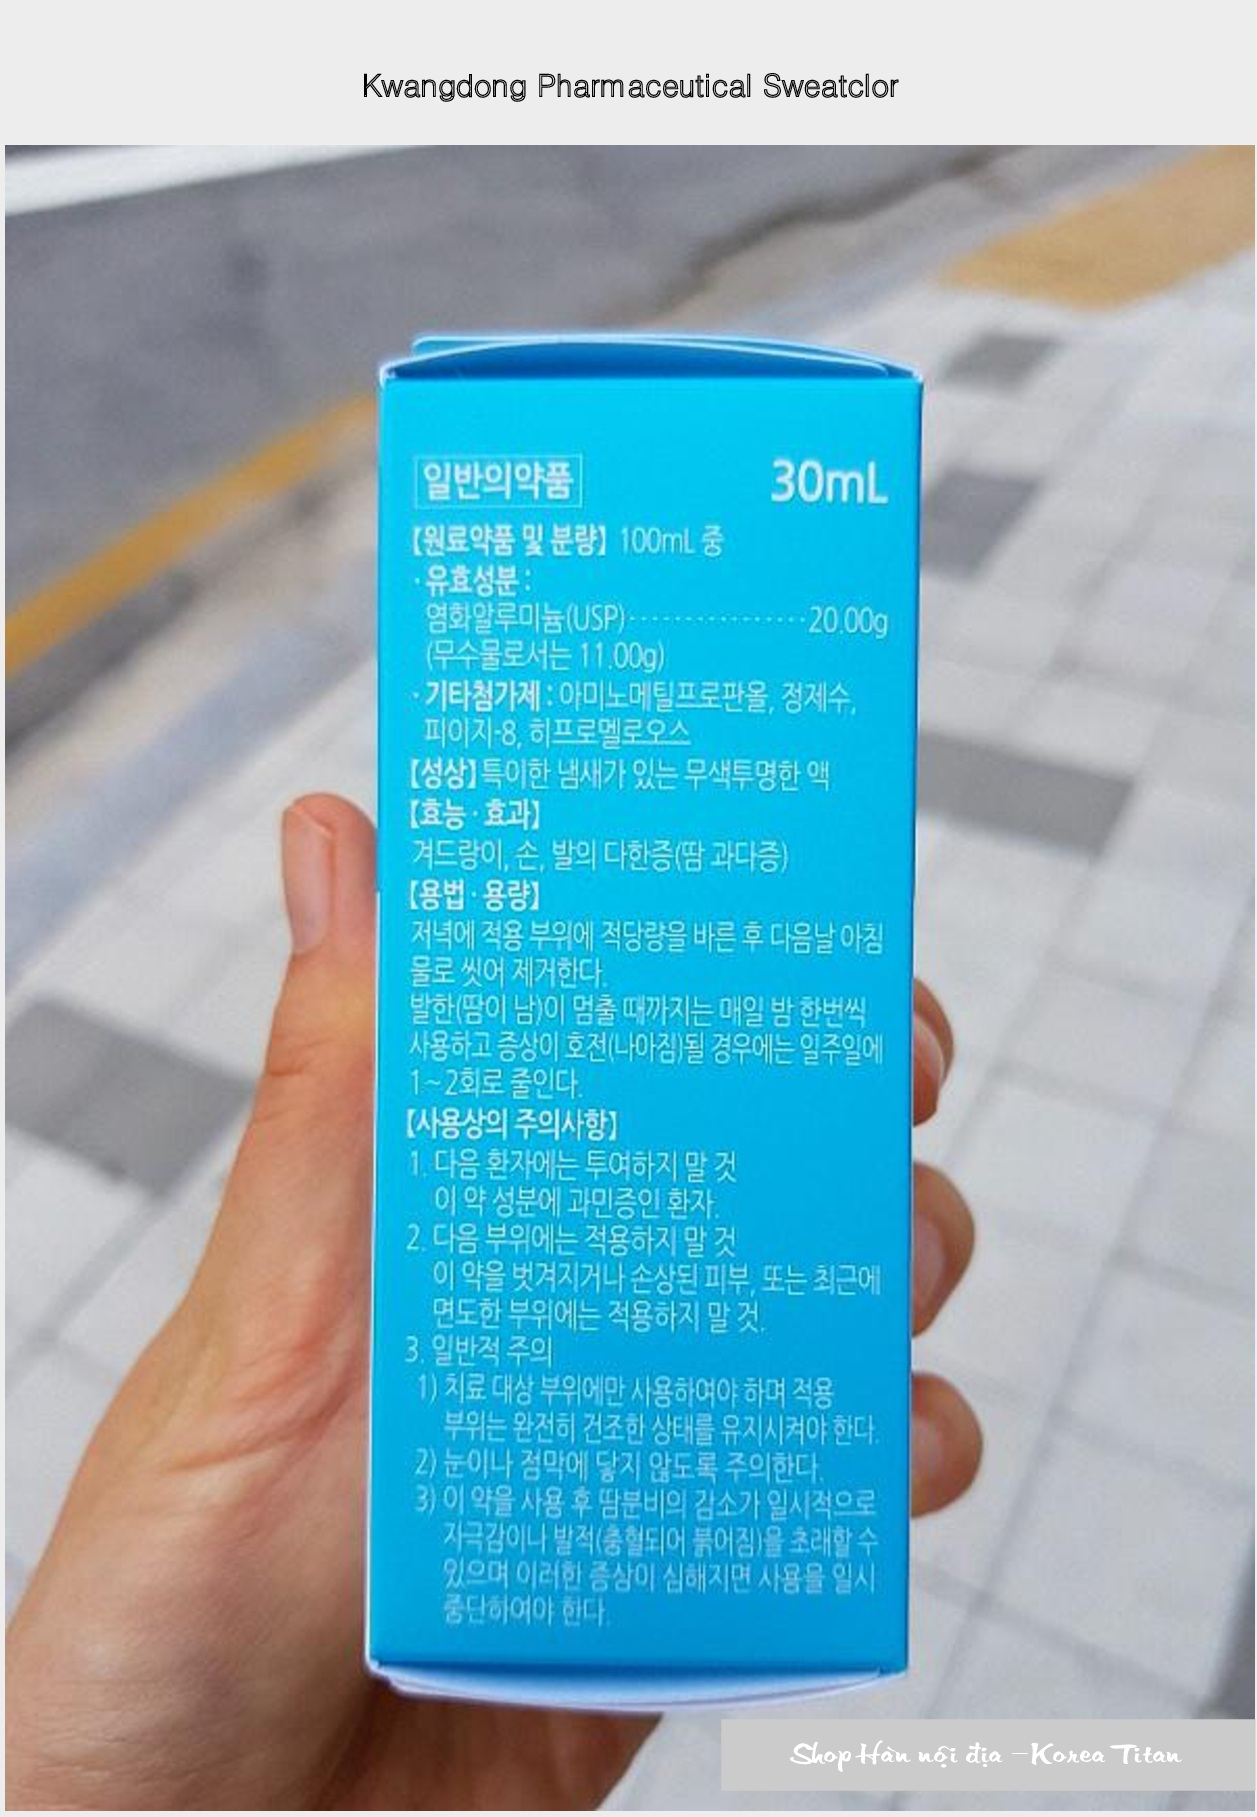 Kwangdong Pharmaceutical Sweatclor
일반의약품 30mL
【원료약품 및 분량】 100mL 중
· 유효성분 :
염화알루미늄(USP)················20.00g
(무수물로서는 11.00g)
· 기타첨가제 : 아미노메틸프로판올, 정제수,
피이지-8, 히프로멜로오스
【성상】특이한 냄새가 있는 무색투명한 액
【효능 · 효과】
겨드랑이, 손, 발의 다한증(땀 과다증)
【용법 · 용량】
저녁에 적용 부위에 적당량을 바른 후 다음날 아침
물로 씻어 제거한다.
발한(땀이 남)이 멈출 때까지는 매일 밤 한번씩
사용하고 증상이 호전(나아짐)될 경우에는 일주일에
1~2회로 줄인다.
【사용상의 주의사항】
1. 다음 환자에는 투여하지 말 것
이 약 성분에 과민증인 환자.
2. 다음 부위에는 적용하지 말 것
이 약을 벗겨지거나 손상된 피부, 또는 최근에
면도한 부위에는 적용하지 말 것.
3. 일반적 주의
1) 치료 대상 부위에만 사용하여야 하며 적용
부위는 완전히 건조한 상태를 유지시켜야 한다.
2) 눈이나 점막에 닿지 않도록 주의한다.
3) 이 약을 사용 후 땀분비의 감소가 일시적으로
자극감이나 발적(충혈되어 붉어짐)을 초래할 수
있으며 이러한 증상이 심해지면 사용을 일시
중단하여야 한다.
Shop Hàn nội địa - Korea Titan